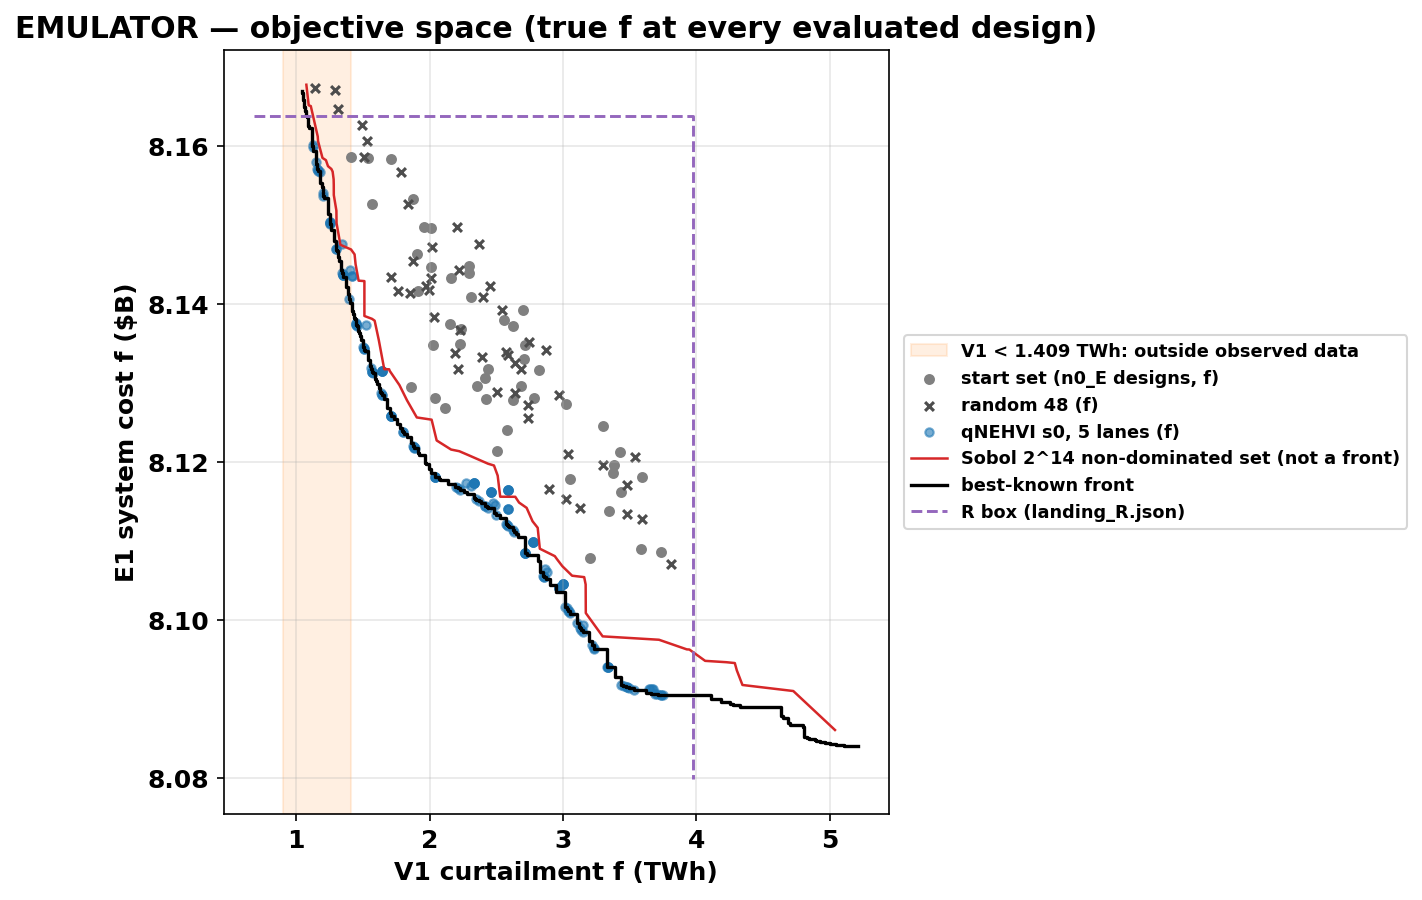 EMULATOR — objective space (true f at every evaluated design)
E1 system cost f ($B)
8.16
8.14
8.12
8.10
8.08
1 2 3 4 5
V1 curtailment f (TWh)
V1 < 1.409 TWh: outside observed data
start set (n0_E designs, f)
random 48 (f)
qNEHVI s0, 5 lanes (f)
Sobol 2^14 non-dominated set (not a front)
best-known front
R box (landing_R.json)